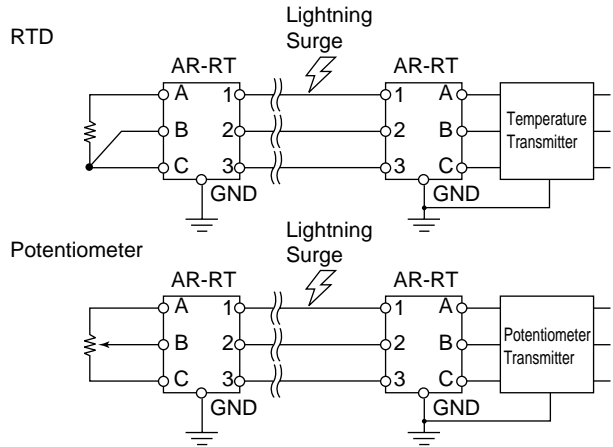 Lightning
Surge
RTD
AR-RT AR-RT
A 1 1 A
B 2 2 B
C 3 3 C
Temperature
Transmitter
GND GND
Lightning
Surge
Potentiometer
AR-RT AR-RT
A 1 1 A
B 2 2 B
C 3 3 C
Potentiometer
Transmitter
GND GND